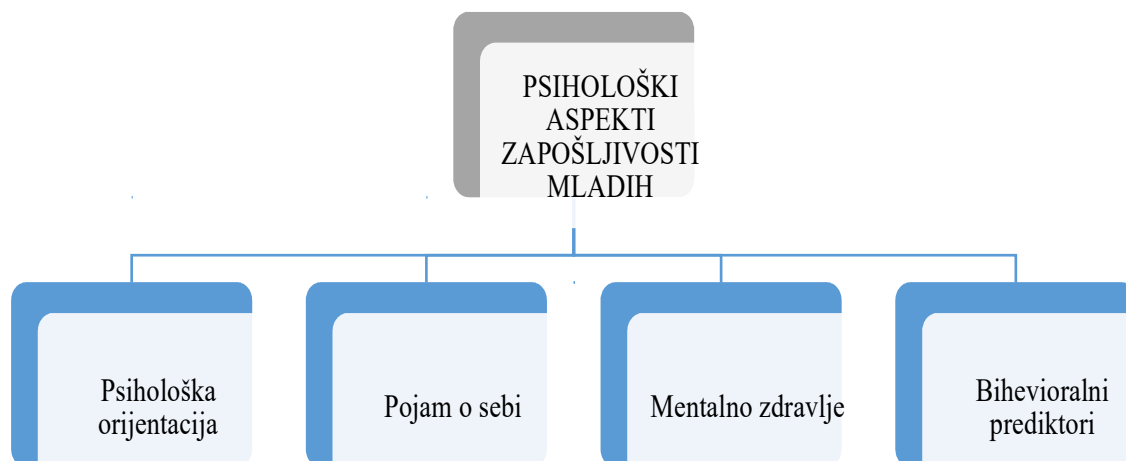 PSIHOLOŠKI
ASPEKTI
ZAPOŠLJIVOSTI
MLADIH
Psihološka
orijentacija
Pojam o sebi
Mentalno zdravlje
Bihevioralni
prediktori